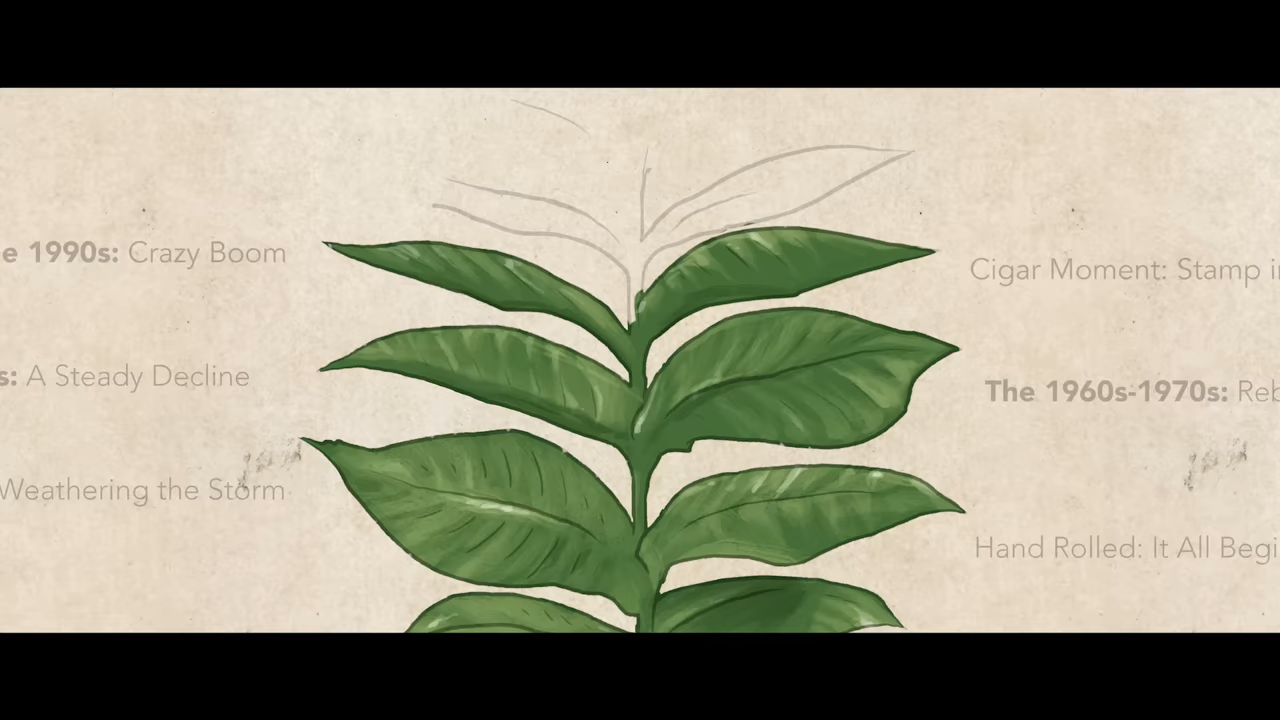 e 1990s: Crazy Boom
s: A Steady Decline
Weathering the Storm
Cigar Moment: Stamp i
The 1960s-1970s: Reb
Hand Rolled: It All Begi